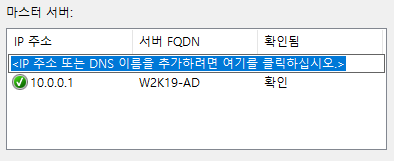 마스터 서버:
IP 주소 서버 FQDN 확인됨
<IP 주소 또는 DNS 이름을 추가하려면 여기를 클릭하십시오.>
10.0.0.1 W2K19-AD 확인